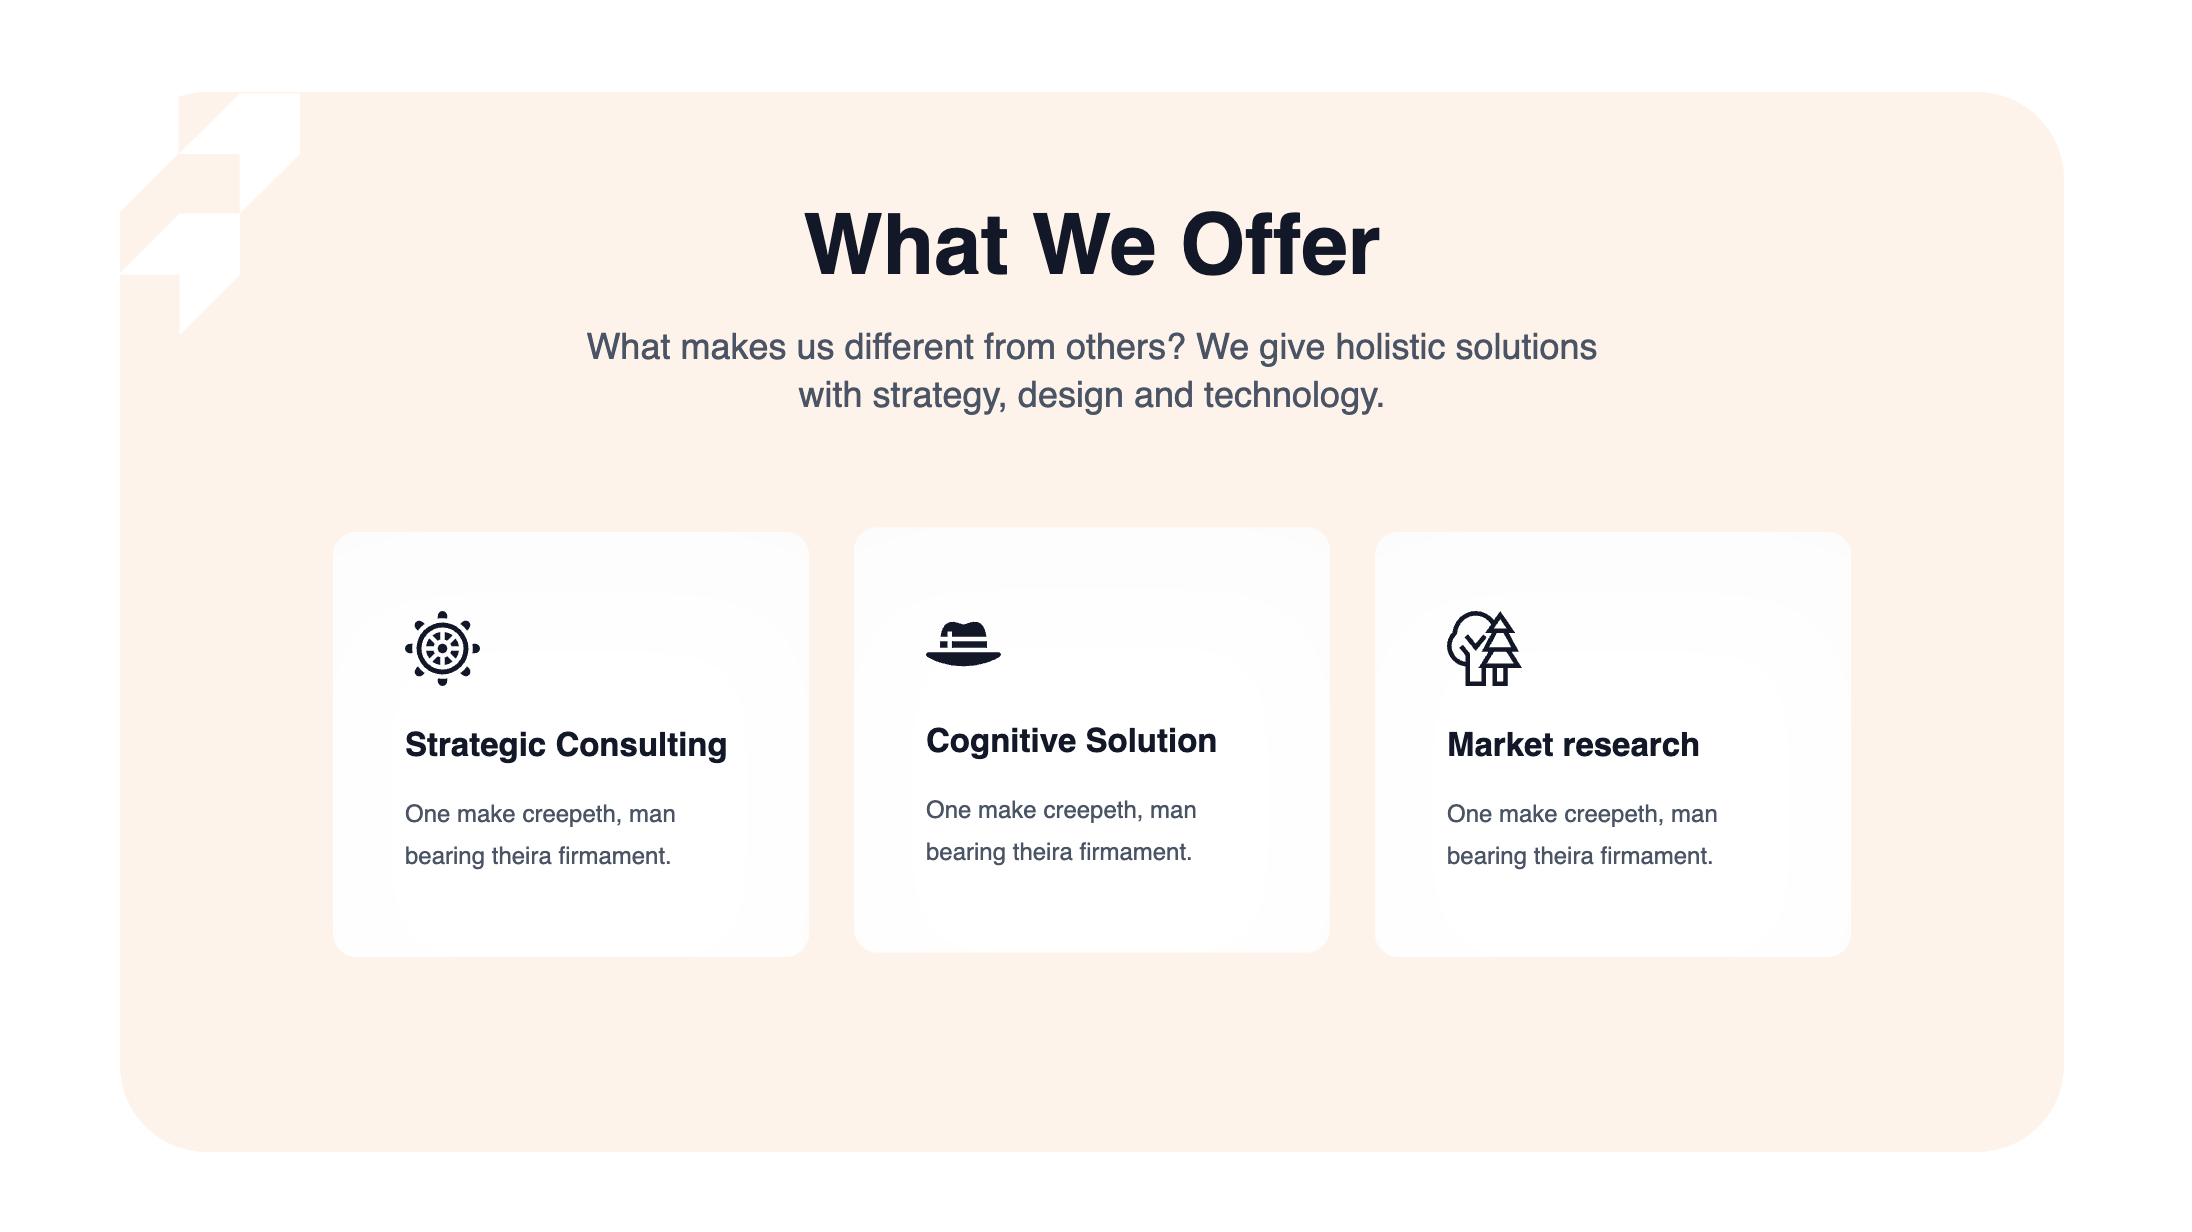 What We Offer
What makes us different from others? We give holistic solutions
with strategy, design and technology.
Strategic Consulting
One make creepeth, man
bearing theira firmament.
Cognitive Solution
One make creepeth, man
bearing theira firmament.
Market research
One make creepeth, man
bearing theira firmament.